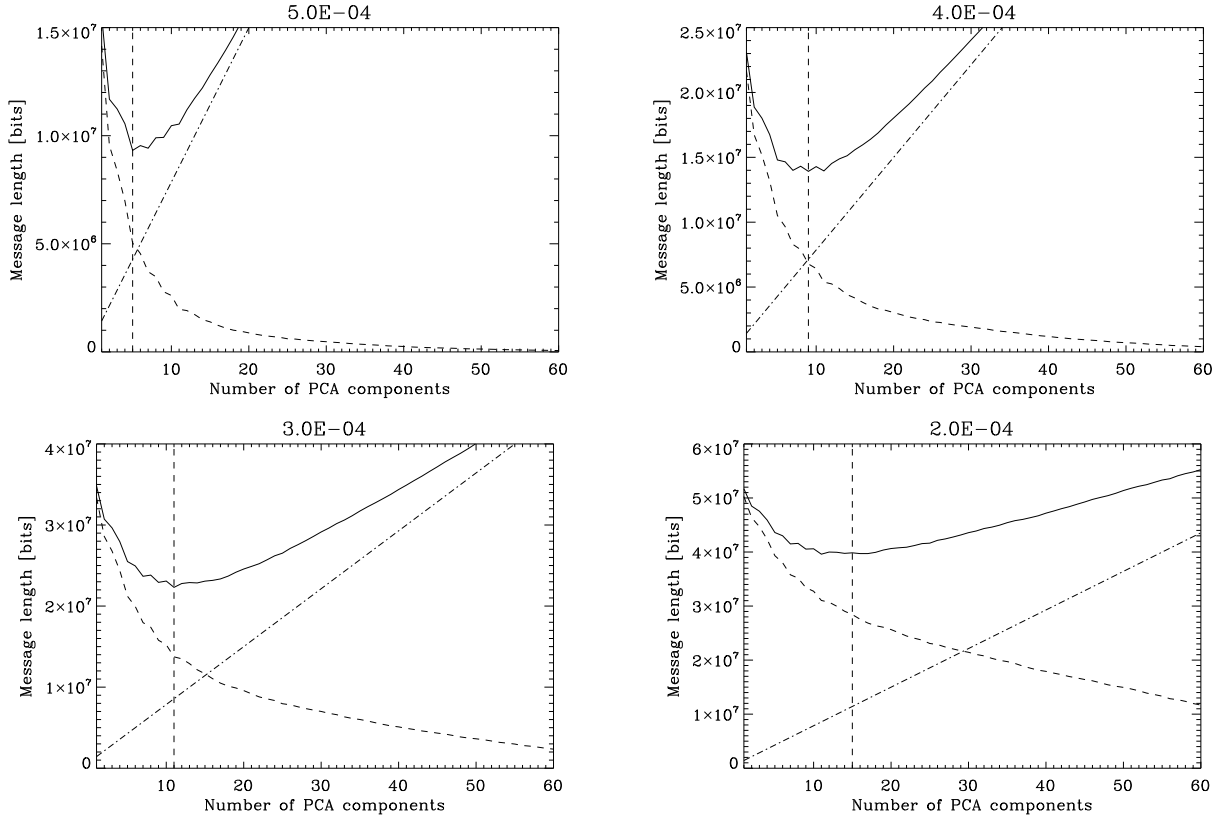 5.0E−04
1.5×10⁷
1.0×10⁷
5.0×10⁶
0
Message length [bits]
10 20 30 40 50 60
Number of PCA components
4.0E−04
2.5×10⁷
2.0×10⁷
1.5×10⁷
1.0×10⁷
5.0×10⁶
0
Message length [bits]
10 20 30 40 50 60
Number of PCA components
3.0E−04
4×10⁷
3×10⁷
2×10⁷
1×10⁷
0
Message length [bits]
10 20 30 40 50 60
Number of PCA components
2.0E−04
6×10⁷
5×10⁷
4×10⁷
3×10⁷
2×10⁷
1×10⁷
0
Message length [bits]
10 20 30 40 50 60
Number of PCA components